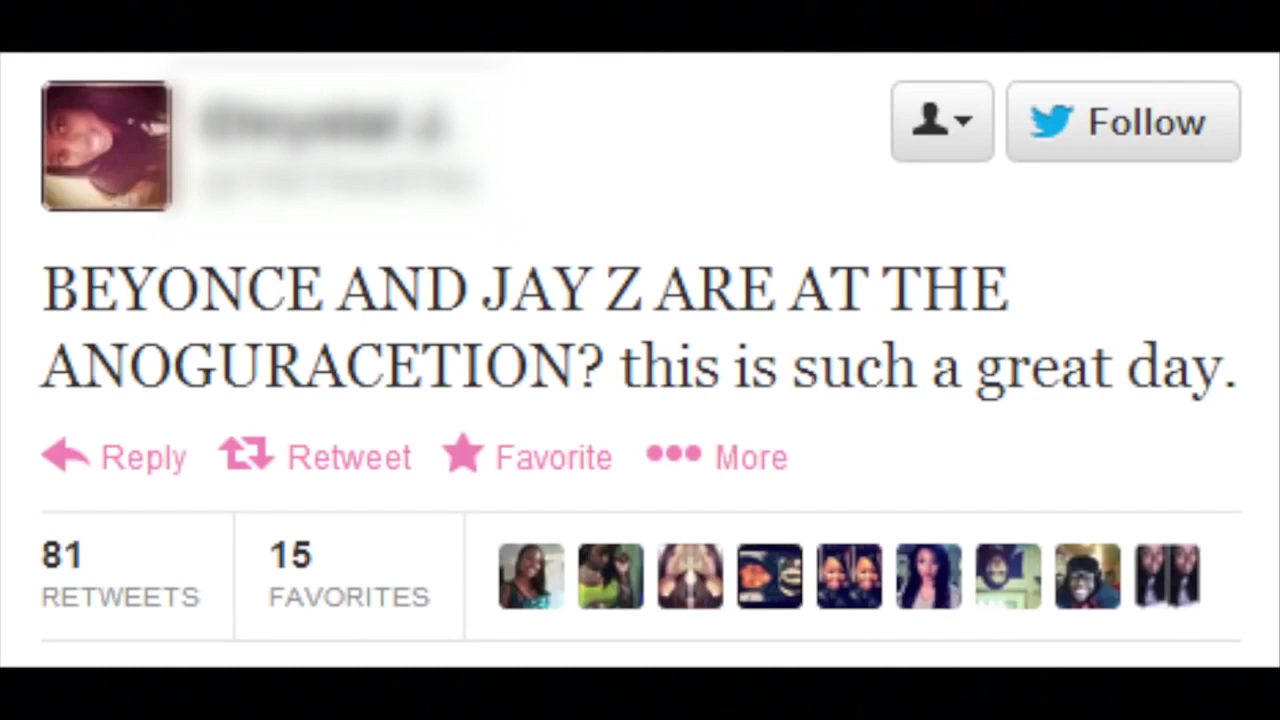 Follow
BEYONCE AND JAY Z ARE AT THE
ANOGURACETION? this is such a great day.
Reply Retweet Favorite More
81 15
RETWEETS FAVORITES